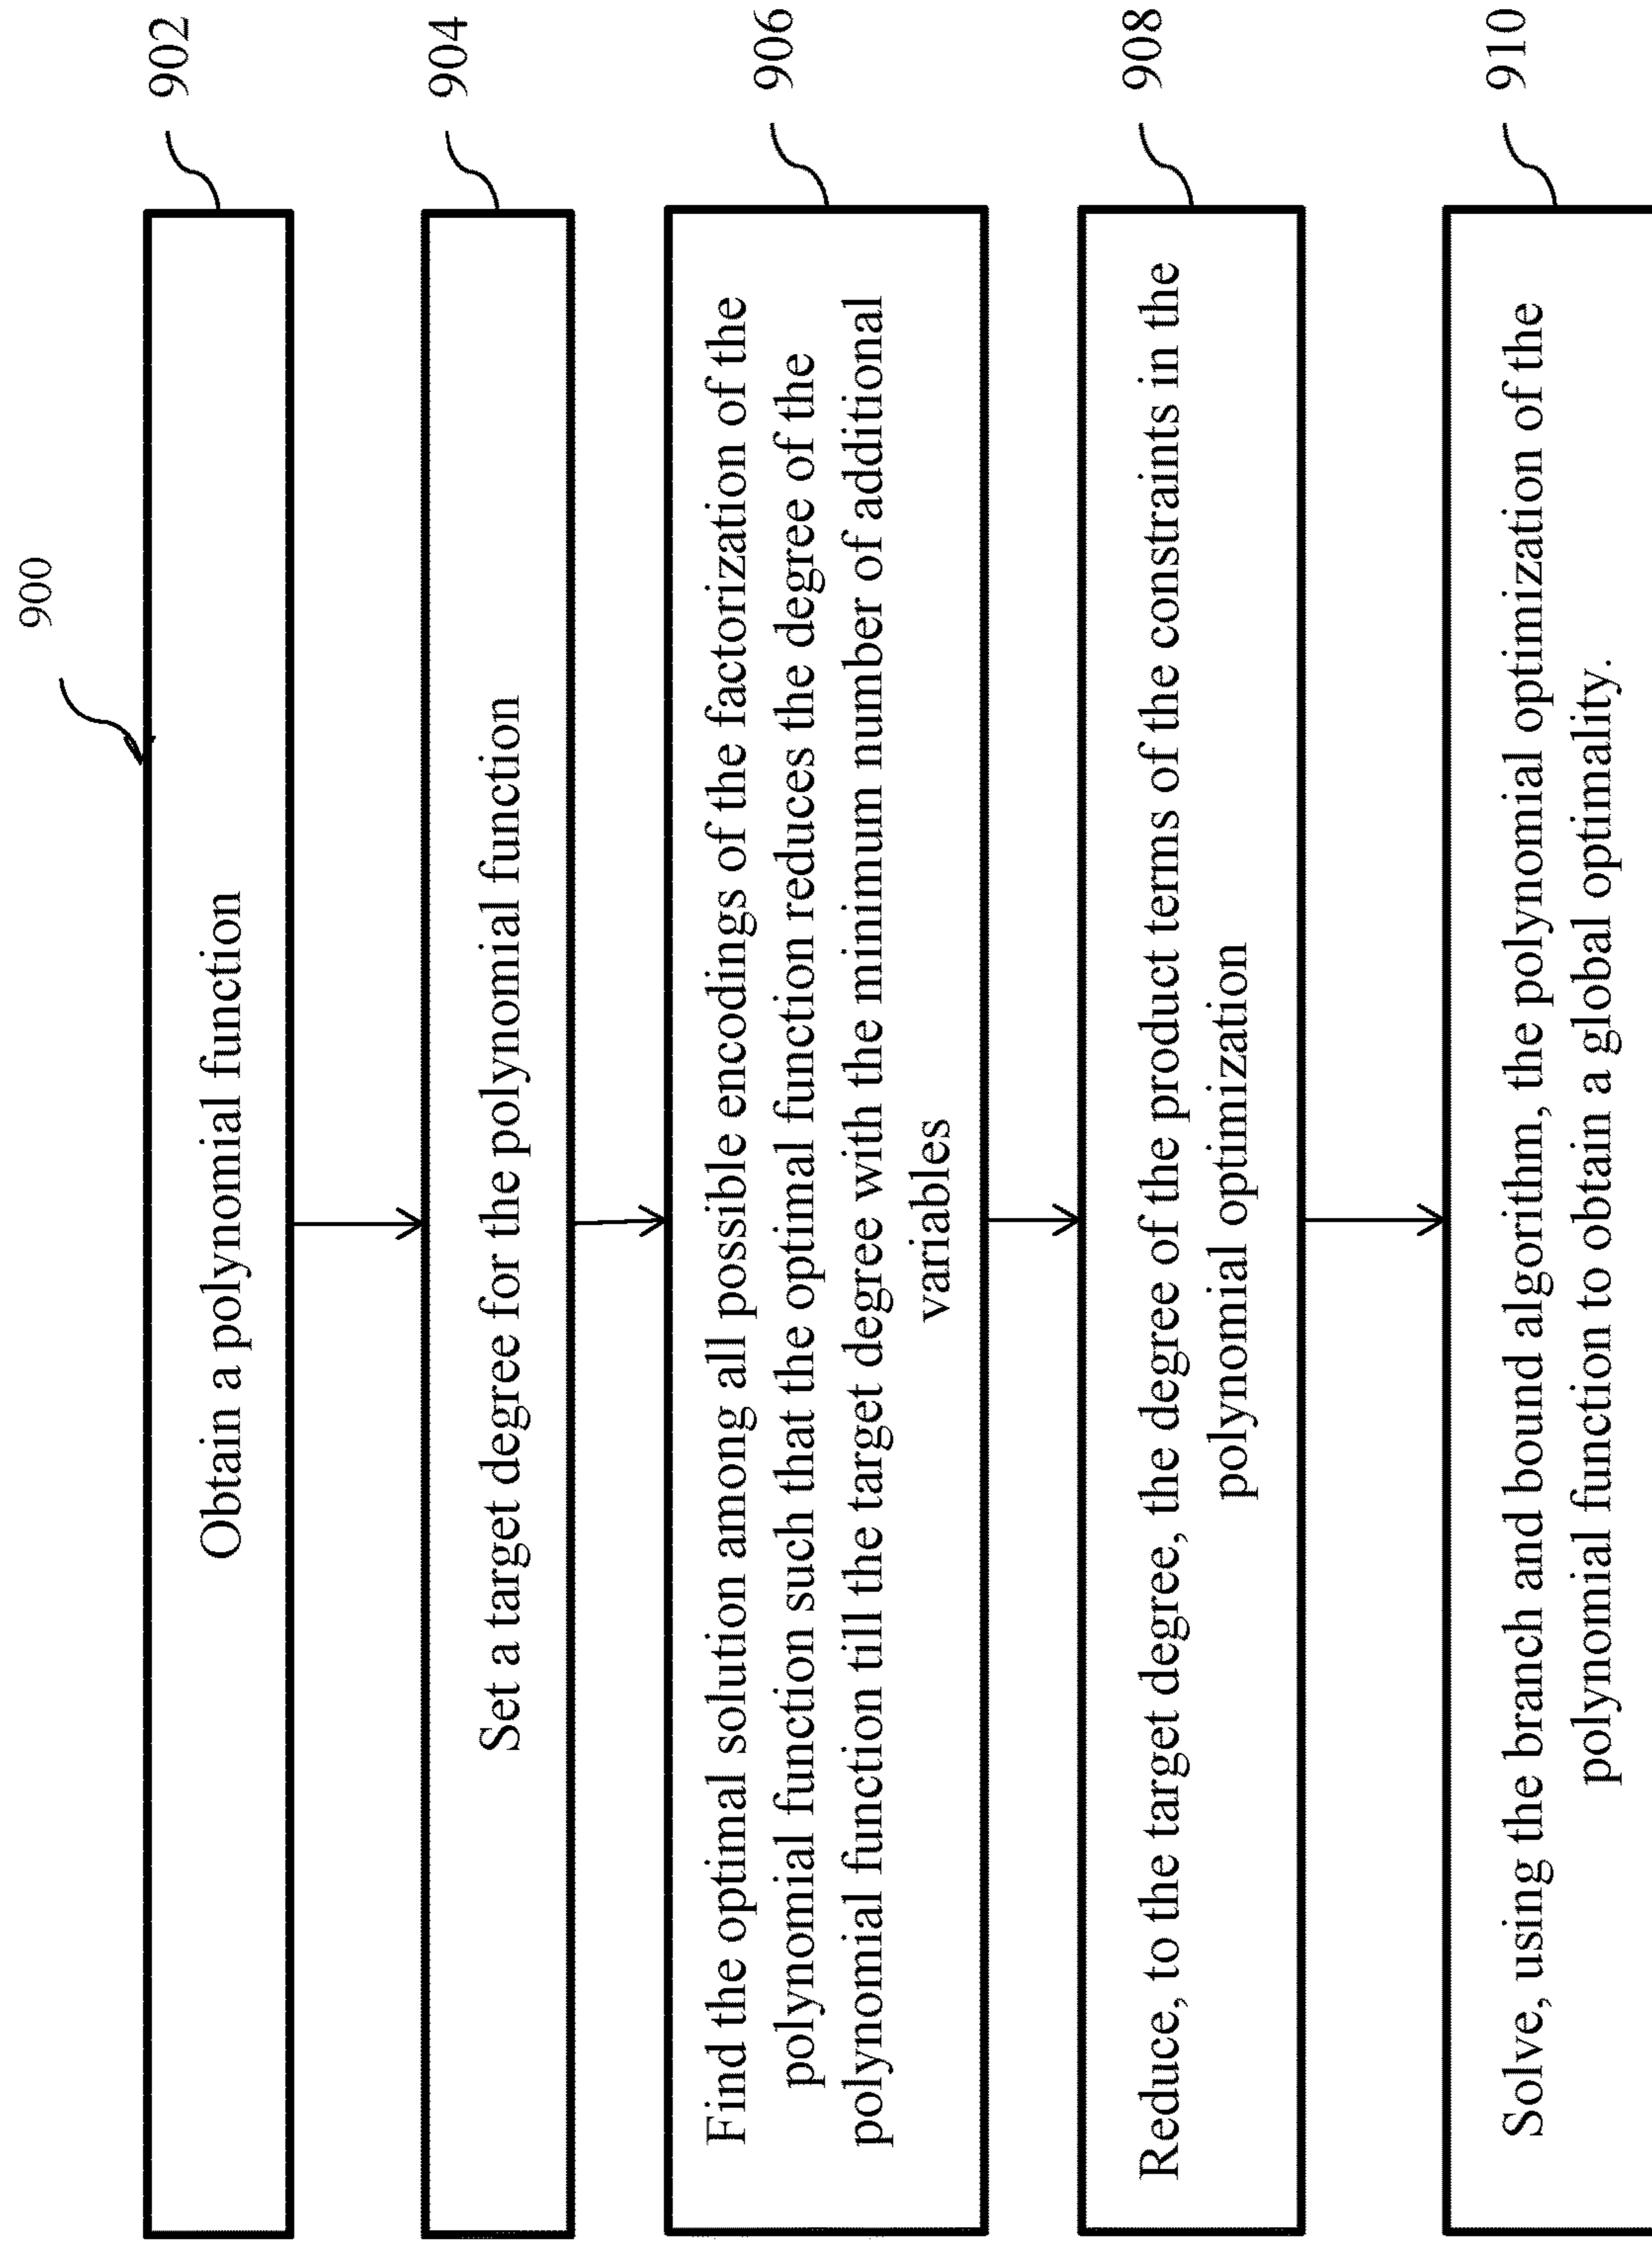 900
902
Obtain a polynomial function
904
Set a target degree for the polynomial function
906
Find the optimal solution among all possible encodings of the factorization of the
polynomial function such that the optimal function reduces the degree of the
polynomial function till the target degree with the minimum number of additional
variables
908
Reduce, to the target degree, the degree of the product terms of the constraints in the
polynomial optimization
910
Solve, using the branch and bound algorithm, the polynomial optimization of the
polynomial function to obtain a global optimality.